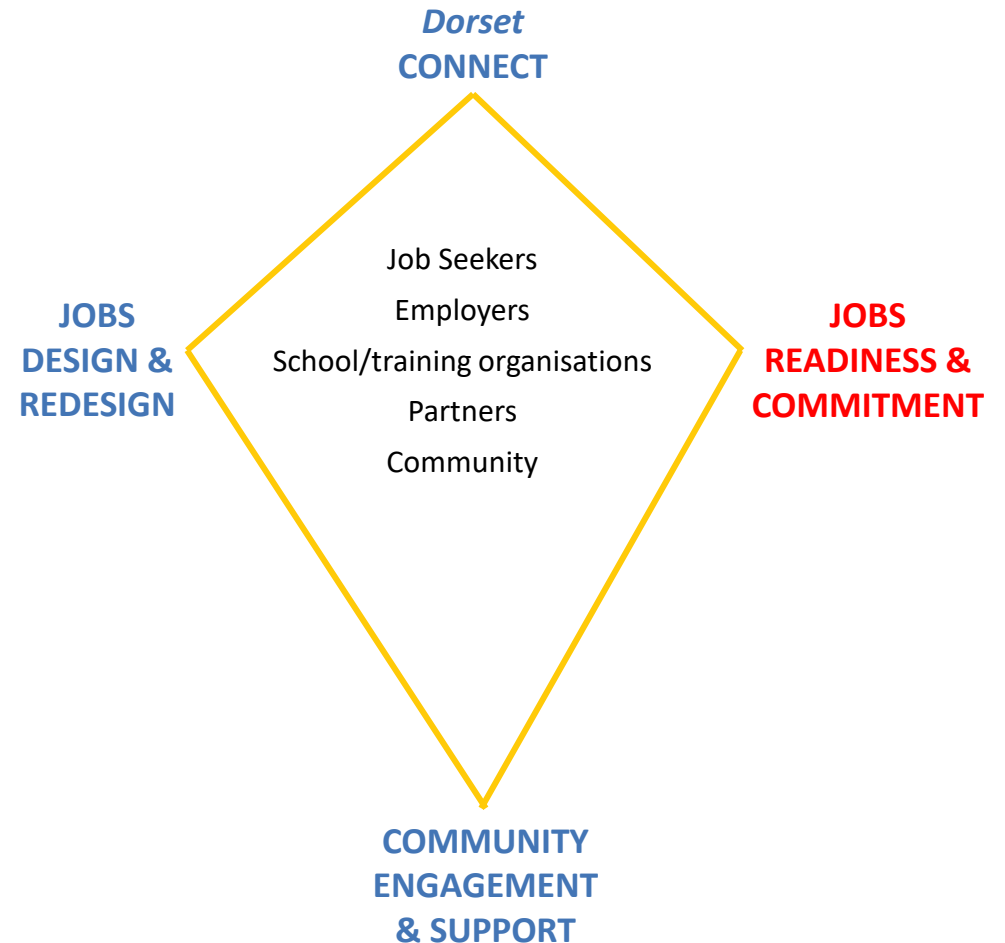 Dorset
CONNECT
Job Seekers
Employers
School/training organisations
Partners
Community
JOBS
DESIGN &
REDESIGN
JOBS
READINESS &
COMMITMENT
COMMUNITY
ENGAGEMENT
& SUPPORT